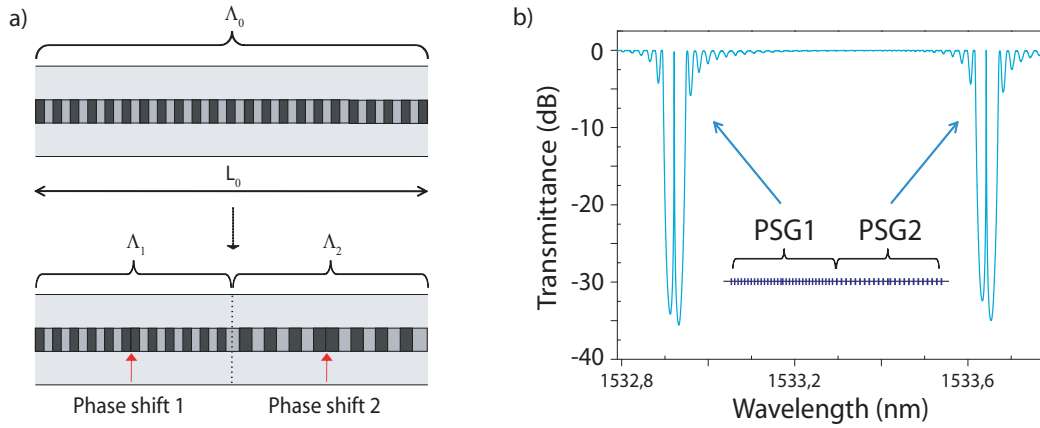 a)
Λ₀
L₀
Λ₁
Λ₂
Phase shift 1
Phase shift 2
b)
Transmittance (dB)
0
-10
-20
-30
-40
PSG1
PSG2
1532,8
1533,2
1533,6
Wavelength (nm)